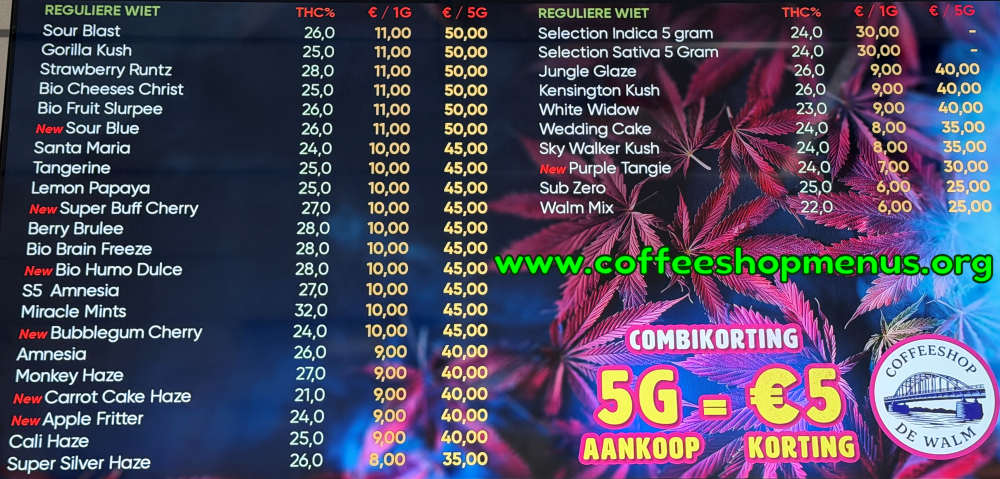 REGULIERE WIET THC% € / 1G € / 5G
Sour Blast 26,0 11,00 50,00
Gorilla Kush 25,0 11,00 50,00
Strawberry Runtz 28,0 11,00 50,00
Bio Cheeses Christ 25,0 11,00 50,00
Bio Fruit Slurpee 26,0 11,00 50,00
New Sour Blue 26,0 11,00 50,00
Santa Maria 24,0 10,00 45,00
Tangerine 25,0 10,00 45,00
Lemon Papaya 25,0 10,00 45,00
New Super Buff Cherry 27,0 10,00 45,00
Berry Brulee 28,0 10,00 45,00
Bio Brain Freeze 28,0 10,00 45,00
New Bio Humo Dulce 28,0 10,00 45,00
S5 Amnesia 27,0 10,00 45,00
Miracle Mints 32,0 10,00 45,00
New Bubblegum Cherry 24,0 10,00 45,00
Amnesia 26,0 9,00 40,00
Monkey Haze 27,0 9,00 40,00
New Carrot Cake Haze 21,0 9,00 40,00
New Apple Fritter 24,0 9,00 40,00
Cali Haze 25,0 9,00 40,00
Super Silver Haze 26,0 8,00 35,00
REGULIERE WIET THC% € / 1G € / 5G
Selection Indica 5 gram 24,0 30,00 -
Selection Sativa 5 Gram 24,0 30,00 -
Jungle Glaze 26,0 9,00 40,00
Kensington Kush 26,0 9,00 40,00
White Widow 23,0 9,00 40,00
Wedding Cake 24,0 8,00 35,00
Sky Walker Kush 24,0 8,00 35,00
New Purple Tangie 24,0 7,00 30,00
Sub Zero 25,0 6,00 25,00
Walm Mix 22,0 6,00 25,00
www.coffeeshopmenus.org
COMBIKORTING
5G = €5
AANKOOP KORTING
COFFEESHOP
DE WALM